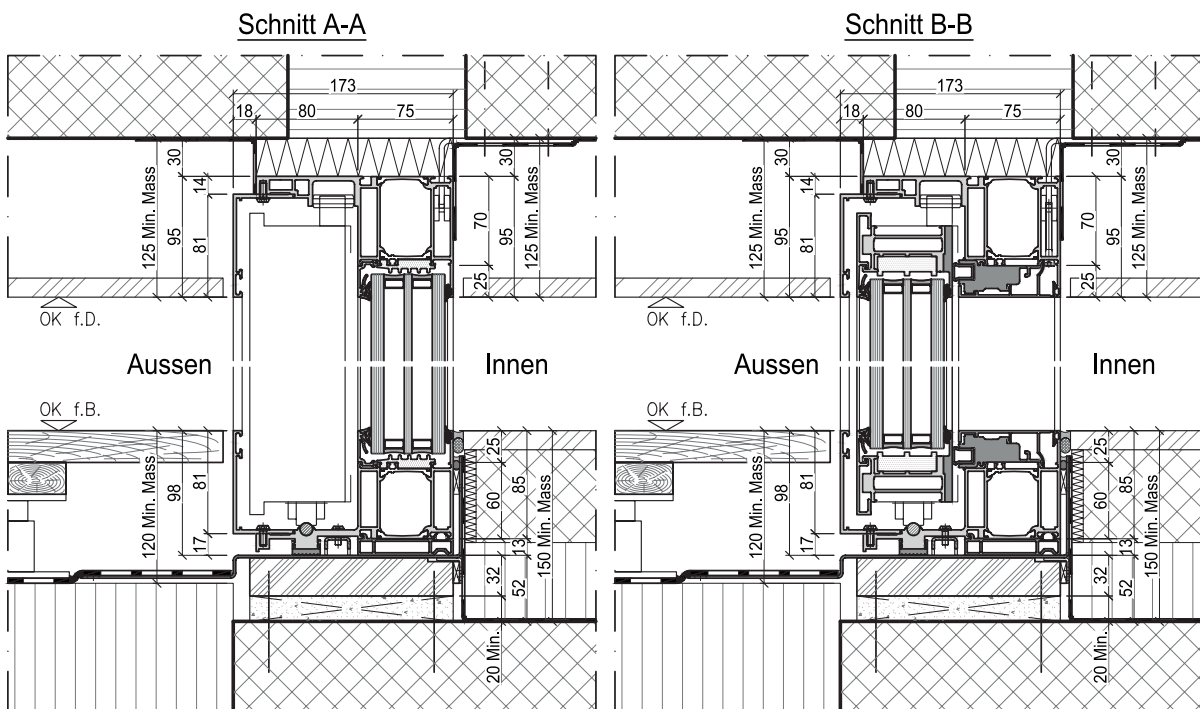 Schnitt A-A
173
18 80 75
30
14
125 Min. Mass
95
81
30
70
95
125 Min. Mass
25
OK f.D.
Aussen
Innen
OK f.B.
120 Min. Mass
98
81
17
25
60
85
150 Min. Mass
13
32
52
20 Min.
Schnitt B-B
173
18 80 75
30
14
125 Min. Mass
95
81
30
70
95
125 Min. Mass
25
OK f.D.
Aussen
Innen
OK f.B.
120 Min. Mass
98
81
17
25
60
85
150 Min. Mass
13
32
52
20 Min.